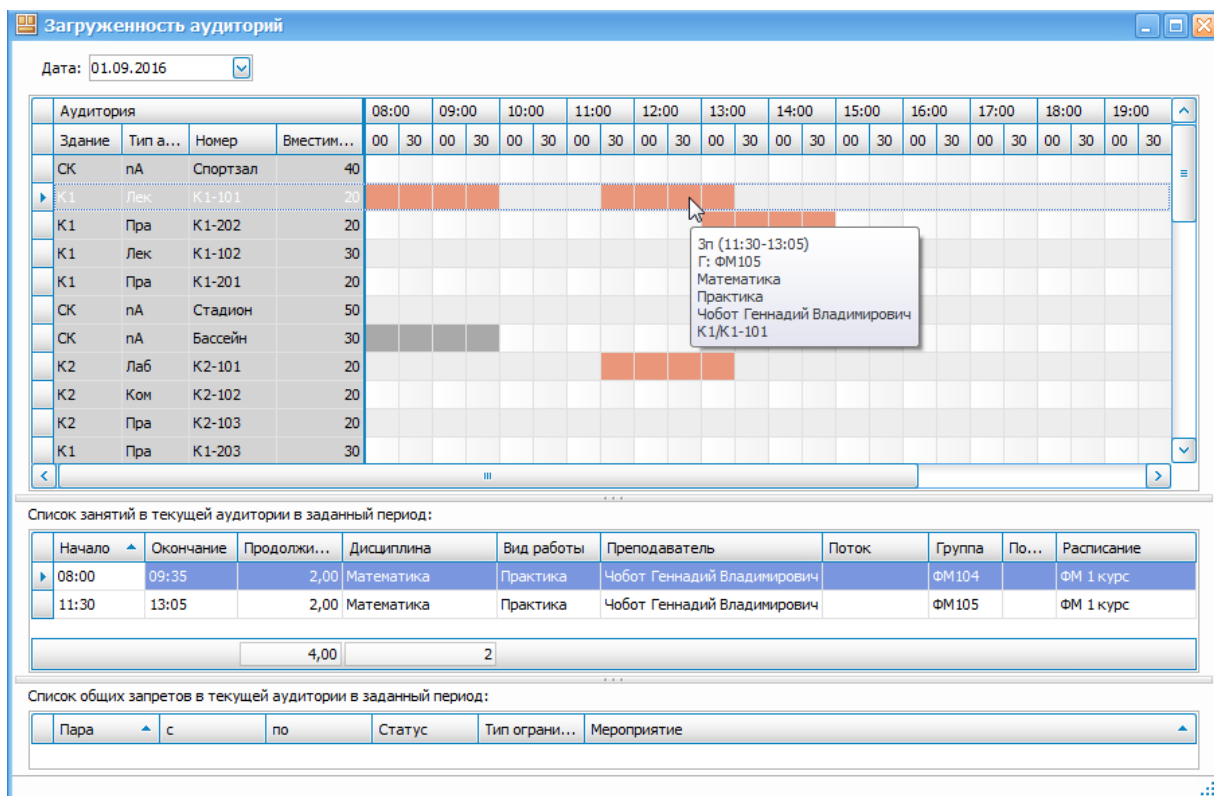 Загруженность аудиторий
Дата: 01.09.2016
Аудитория 08:00 09:00 10:00 11:00 12:00 13:00 14:00 15:00 16:00 17:00 18:00 19:00
Здание Тип а... Номер Вместим... 00 30 00 30 00 30 00 30 00 30 00 30 00 30 00 30 00 30 00 30 00 30 00 30
СК nА Спортзал 40
К1 Лек К1-101 20
К1 Пра К1-202 20
К1 Лек К1-102 30
К1 Пра К1-201 20
СК nА Стадион 50
СК nА Бассейн 30
К2 Лаб К2-101 20
К2 Ком К2-102 20
К2 Пра К2-103 20
К1 Пра К1-203 30
3п (11:30-13:05)
Г: ФМ105
Математика
Практика
Чобот Геннадий Владимирович
К1/К1-101
Список занятий в текущей аудитории в заданный период:
Начало Окончание Продолжи... Дисциплина Вид работы Преподаватель Поток Группа По... Расписание
08:00 09:35 2,00 Математика Практика Чобот Геннадий Владимирович ФМ104 ФМ 1 курс
11:30 13:05 2,00 Математика Практика Чобот Геннадий Владимирович ФМ105 ФМ 1 курс
4,00 2
Список общих запретов в текущей аудитории в заданный период:
Пара с по Статус Тип ограни... Мероприятие